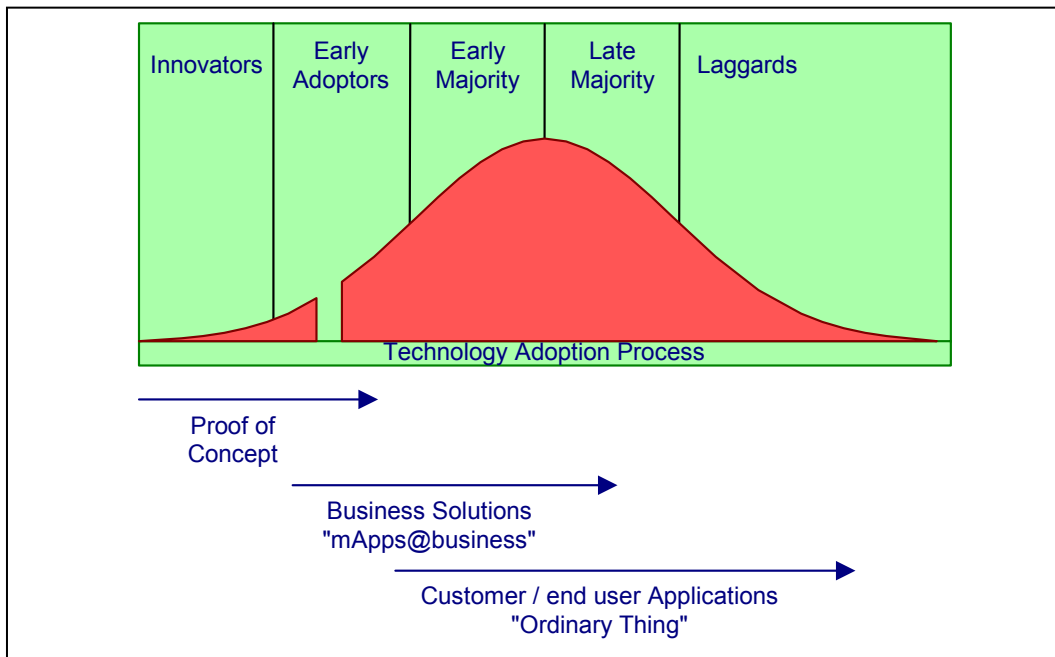 Innovators
Early
Adoptors
Early
Majority
Late
Majority
Laggards
Technology Adoption Process
Proof of
Concept
Business Solutions
"mApps@business"
Customer / end user Applications
"Ordinary Thing"